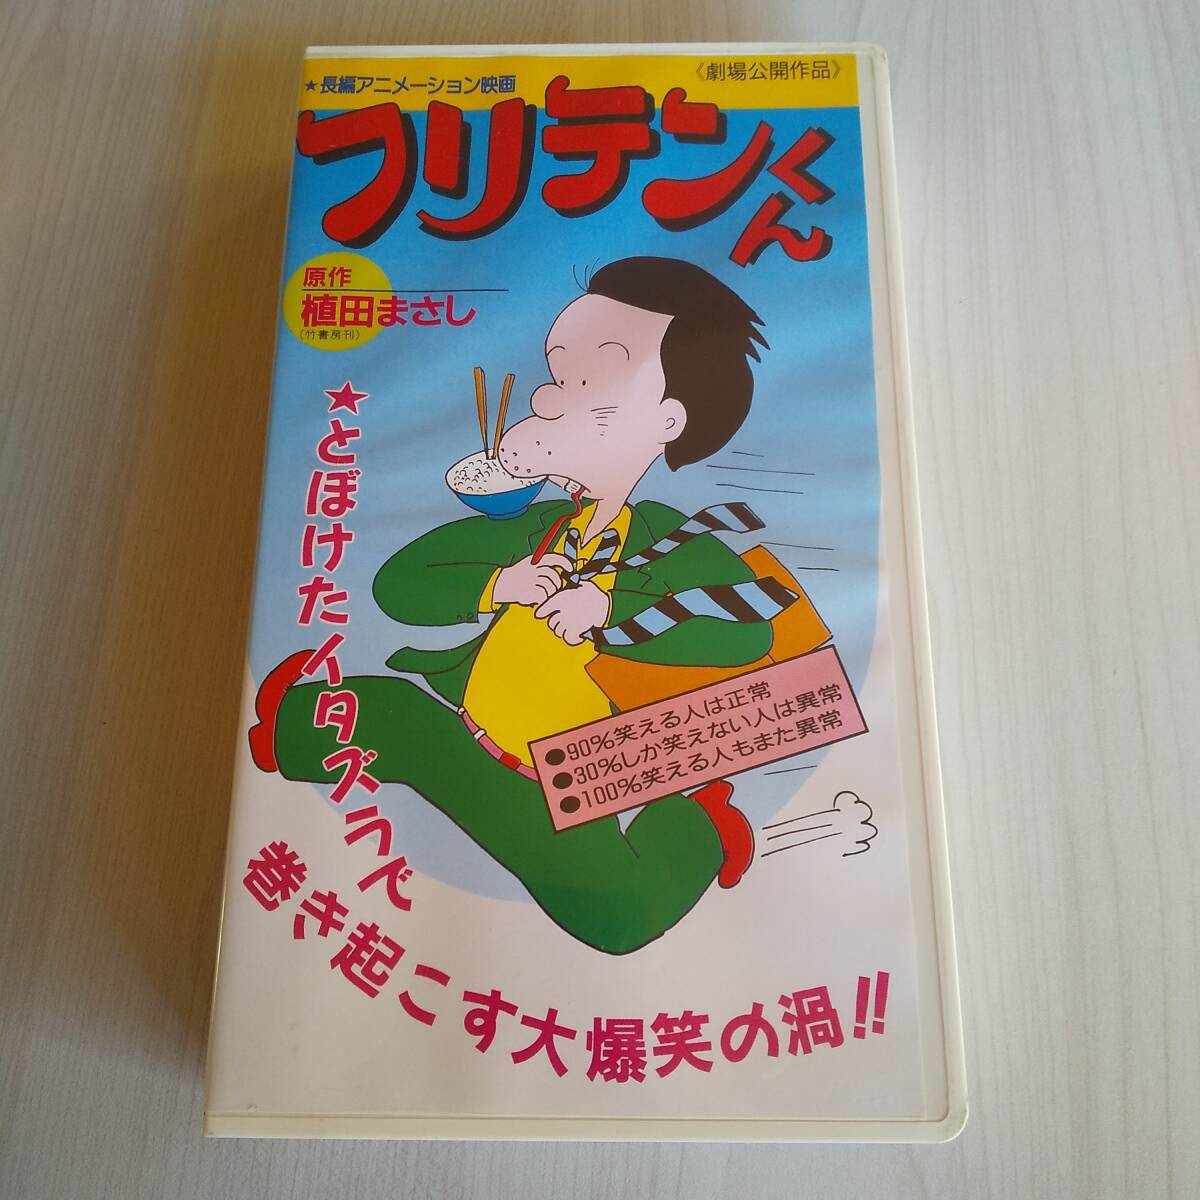 ★長編アニメーション映画
《劇場公開作品》
フリテンくん
原作
植田まさし
(竹書房刊)
★とぼけたイタズラで
巻き起こす大爆笑の渦!!
●90%笑える人は正常
●30%しか笑えない人は異常
●100%笑える人もまた異常